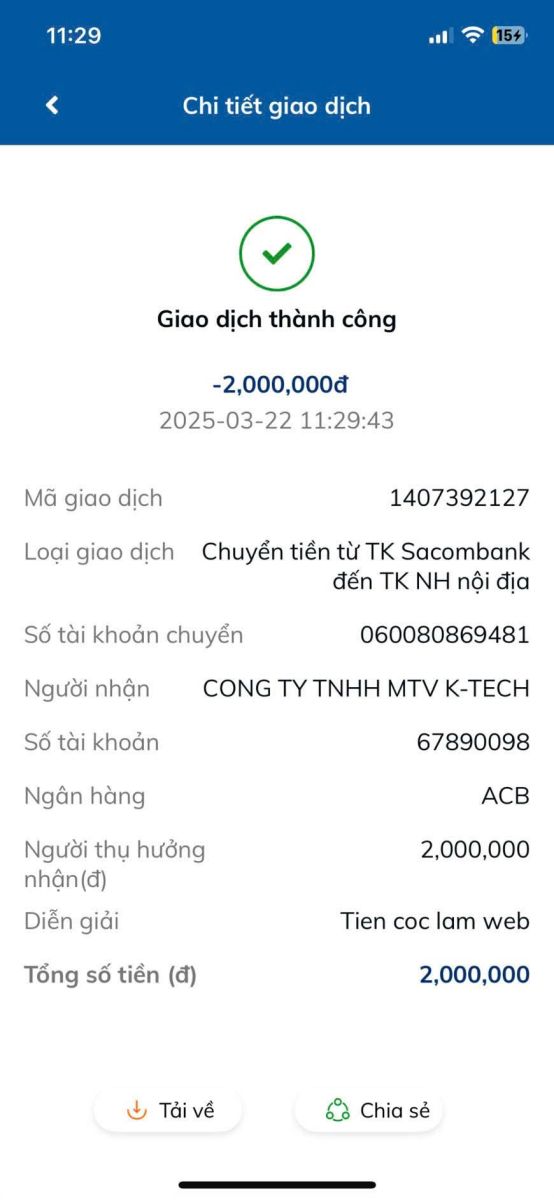 11:29
15
Chi tiết giao dịch
Giao dịch thành công
-2,000,000đ
2025-03-22 11:29:43
Mã giao dịch 1407392127
Loại giao dịch Chuyển tiền từ TK Sacombank
đến TK NH nội địa
Số tài khoản chuyển 060080869481
Người nhận CONG TY TNHH MTV K-TECH
Số tài khoản 67890098
Ngân hàng ACB
Người thụ hưởng 2,000,000
nhận(đ)
Diễn giải Tien coc lam web
Tổng số tiền (đ) 2,000,000
Tải về Chia sẻ